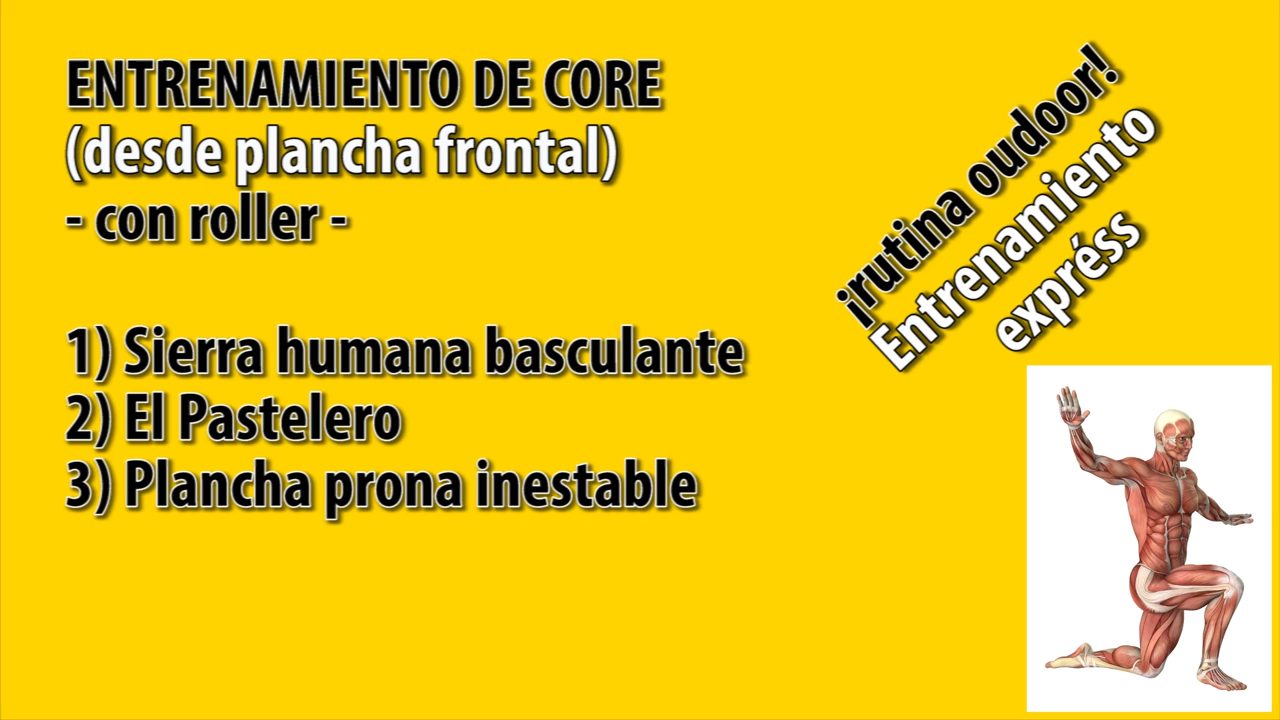 ENTRENAMIENTO DE CORE
(desde plancha frontal)
- con roller -
1) Sierra humana basculante
2) El Pastelero
3) Plancha prona inestable
¡rutina oudoor!
Entrenamiento
expréss